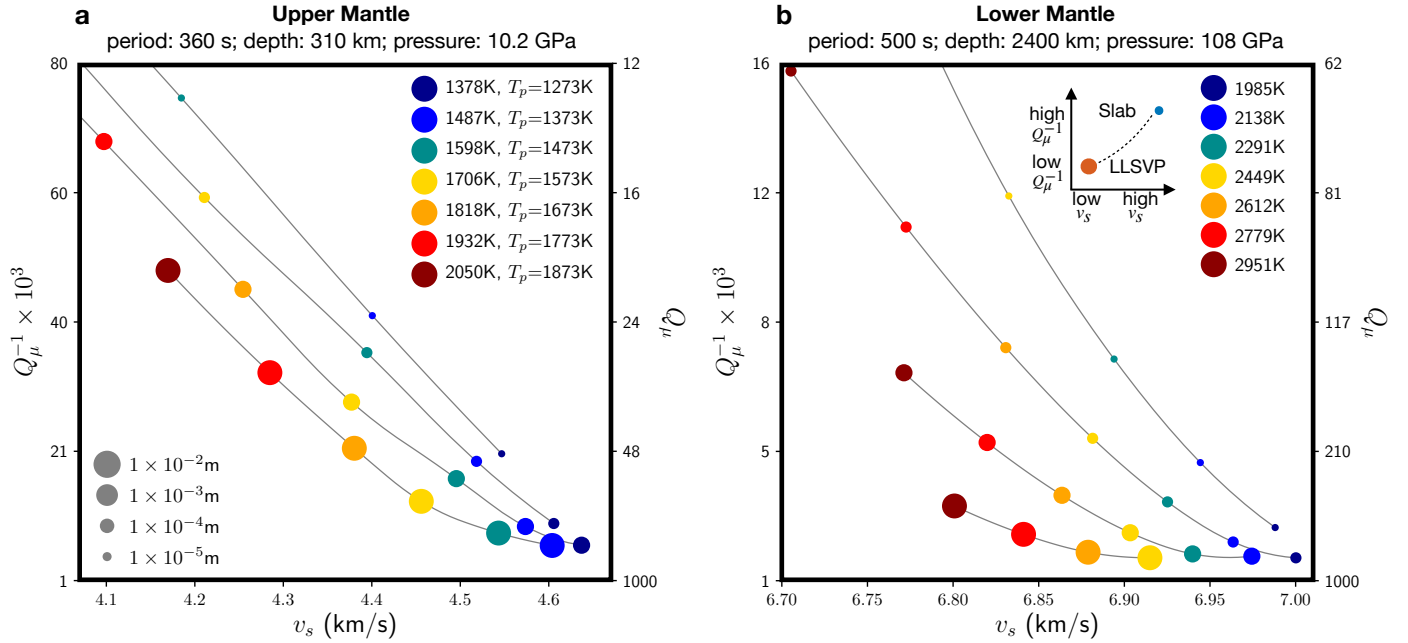 a
Upper Mantle
period: 360 s; depth: 310 km; pressure: 10.2 GPa
80
60
40
21
1
Q_μ^{-1} × 10^3
12
16
24
48
1000
Q_μ
4.1
4.2
4.3
4.4
4.5
4.6
v_s (km/s)
1378K, T_p=1273K
1487K, T_p=1373K
1598K, T_p=1473K
1706K, T_p=1573K
1818K, T_p=1673K
1932K, T_p=1773K
2050K, T_p=1873K
1 × 10^{-2}m
1 × 10^{-3}m
1 × 10^{-4}m
1 × 10^{-5}m
b
Lower Mantle
period: 500 s; depth: 2400 km; pressure: 108 GPa
16
12
8
5
1
Q_μ^{-1} × 10^3
62
81
117
210
1000
Q_μ
6.70
6.75
6.80
6.85
6.90
6.95
7.00
v_s (km/s)
high
Q_μ^{-1}
low
Q_μ^{-1}
Slab
LLSVP
low
v_s
high
v_s
1985K
2138K
2291K
2449K
2612K
2779K
2951K